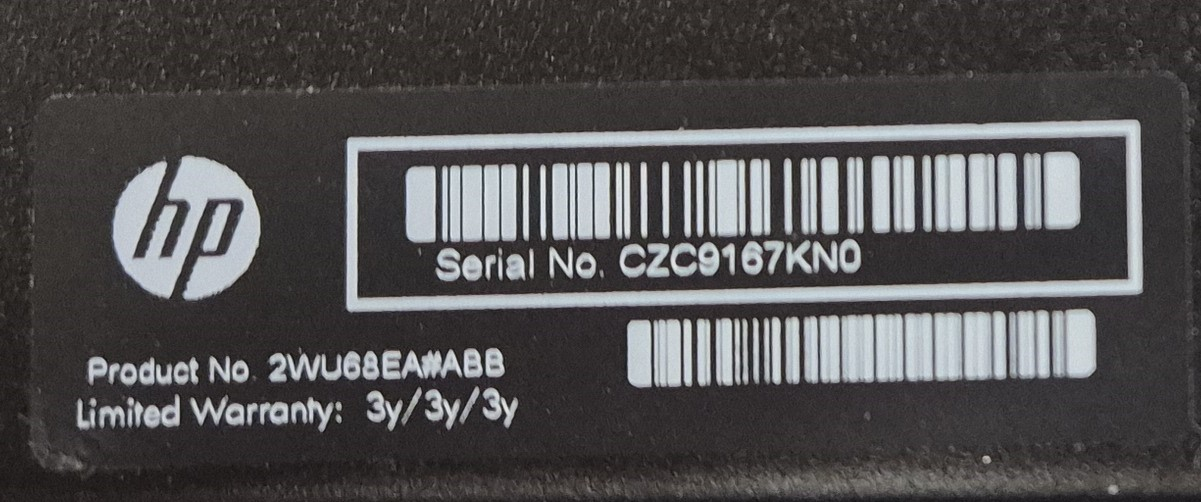 hp
Serial No. CZC9167KN0
Product No. 2WU68EA#ABB
Limited Warranty: 3y/3y/3y